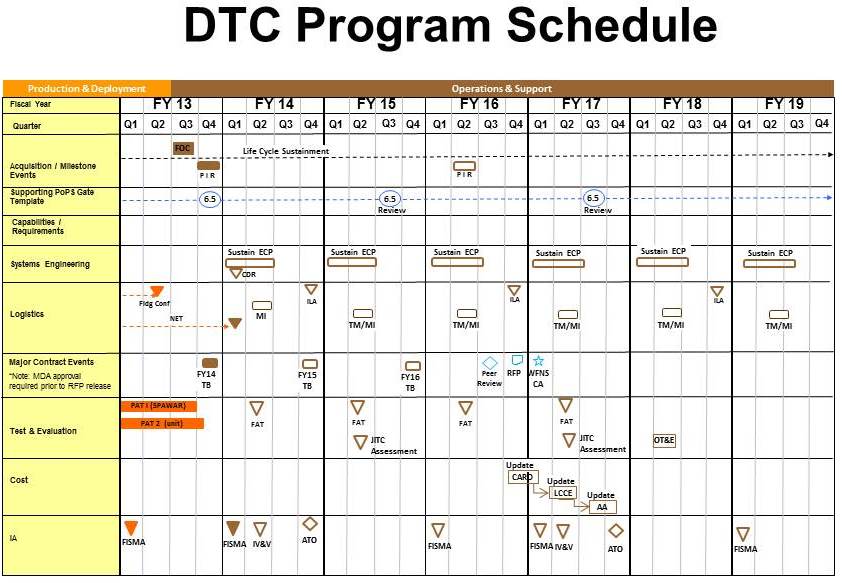 DTC Program Schedule
Production & Deployment
Operations & Support
Fiscal Year
FY 13
FY 14
FY 15
FY 16
FY 17
FY 18
FY 19
Quarter
Q1 Q2 Q3 Q4 Q1 Q2 Q3 Q4 Q1 Q2 Q3 Q4 Q1 Q2 Q3 Q4 Q1 Q2 Q3 Q4 Q1 Q2 Q3 Q4 Q1 Q2 Q3 Q4
Acquisition / Milestone
Events
FOC
Life Cycle Sustainment
P I R
P I R
Supporting PoPS Gate
Template
6.5
6.5
Review
6.5
Review
Capabilities /
Requirements
Systems Engineering
Sustain ECP
CDR
Sustain ECP
Sustain ECP
Sustain ECP
Sustain ECP
Sustain ECP
Logistics
Fldg Conf
NET
MI
ILA
TM/MI
TM/MI
ILA
TM/MI
TM/MI
ILA
TM/MI
Major Contract Events
*Note: MDA approval
required prior to RFP release
FY14
TB
FY15
TB
FY16
TB
Peer
Review
RFP
WFNS
CA
Test & Evaluation
PAT I (SPAWAR)
PAT 2 (unit)
FAT
FAT
JITC
Assessment
FAT
FAT
JITC
Assessment
OT&E
Cost
Update
CARD
Update
LCCE
Update
AA
IA
FISMA
FISMA
IV&V
ATO
FISMA
FISMA
IV&V
ATO
FISMA